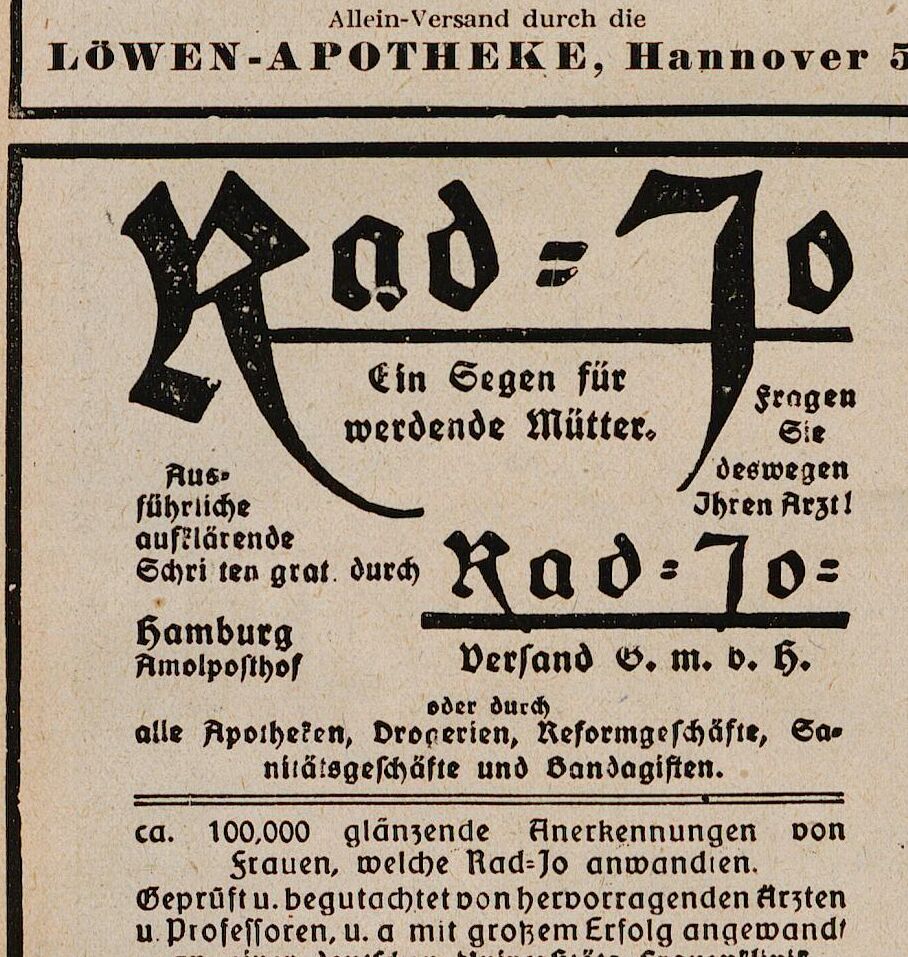 Allein-Versand durch die
LÖWEN-APOTHEKE, Hannover 5
Rad-Jo
Ein Segen für
werdende Mütter.
Fragen
Sie
deswegen
Ihren Arzt!
Aus-
führliche
aufklärende
Schriften grat. durch
Rad-Jo-
Hamburg
Amolposthof
Versand G. m. b. H.
oder durch
alle Apotheken, Drogerien, Reformgeschäfte, Sa-
nitätsgeschäfte und Bandagisten.
ca. 100,000 glänzende Anerkennungen von
Frauen, welche Rad-Jo anwandten.
Geprüft u. begutachtet von hervorragenden Ärzten
u. Professoren, u. a mit großem Erfolg angewandt